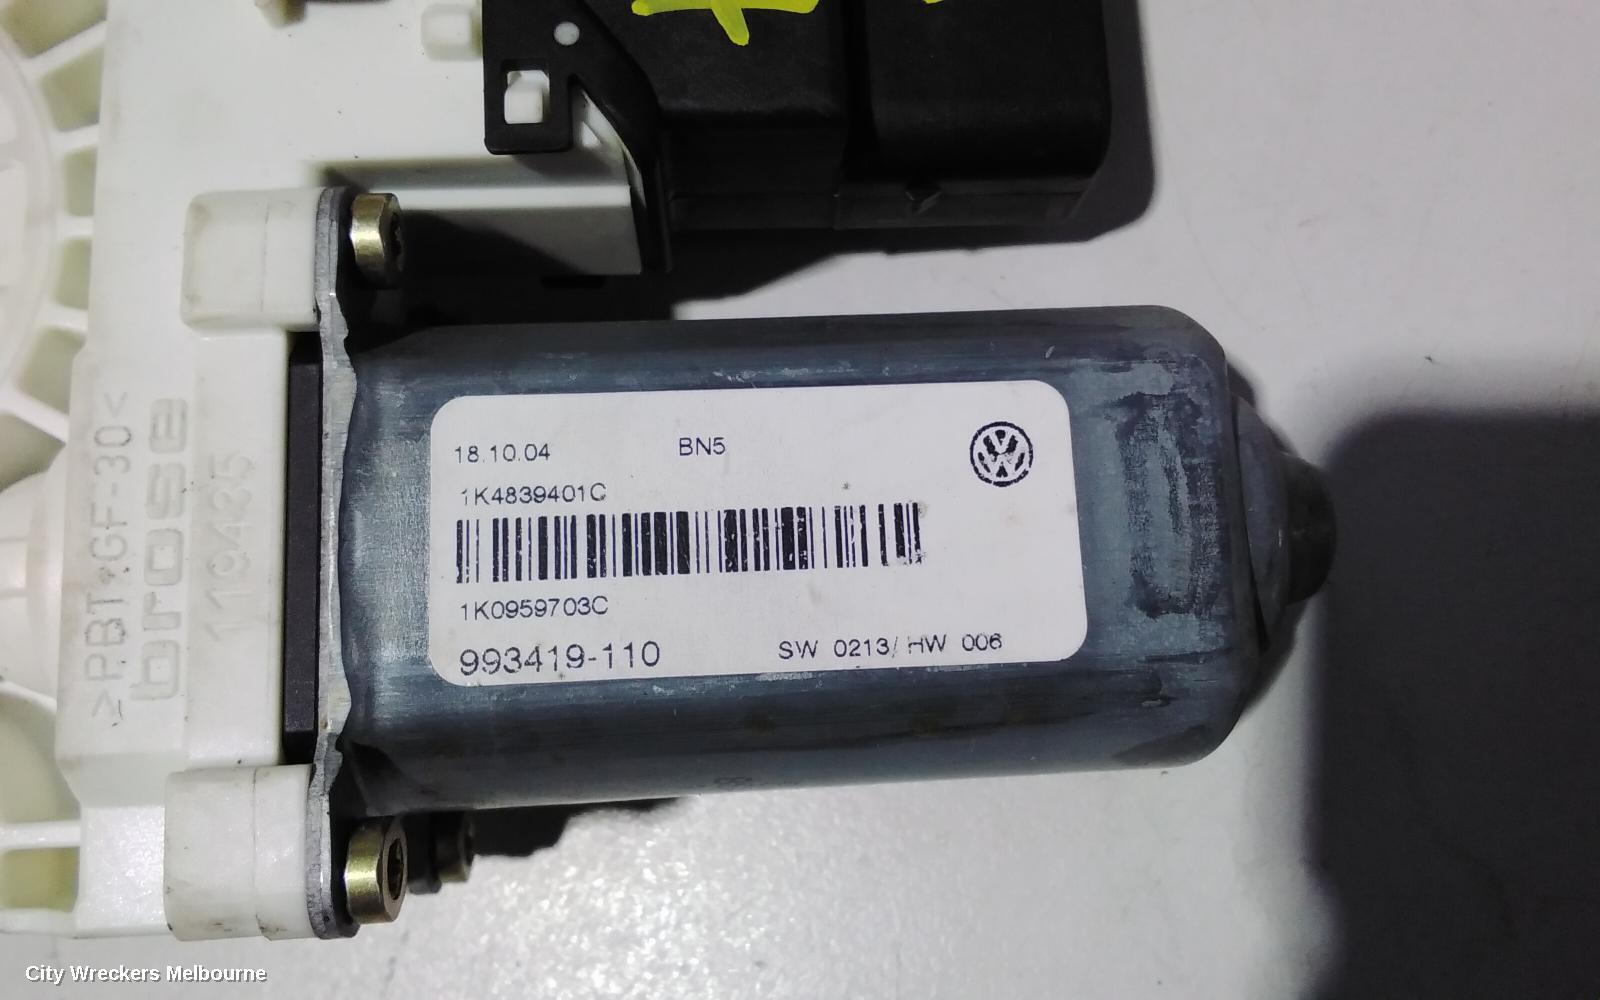 18.10.04 BN5
1K4839401C
1K0959703C
993419-110 SW 0213/ HW 006
>PBT-GF-30<
brose
119435
City Wreckers Melbourne